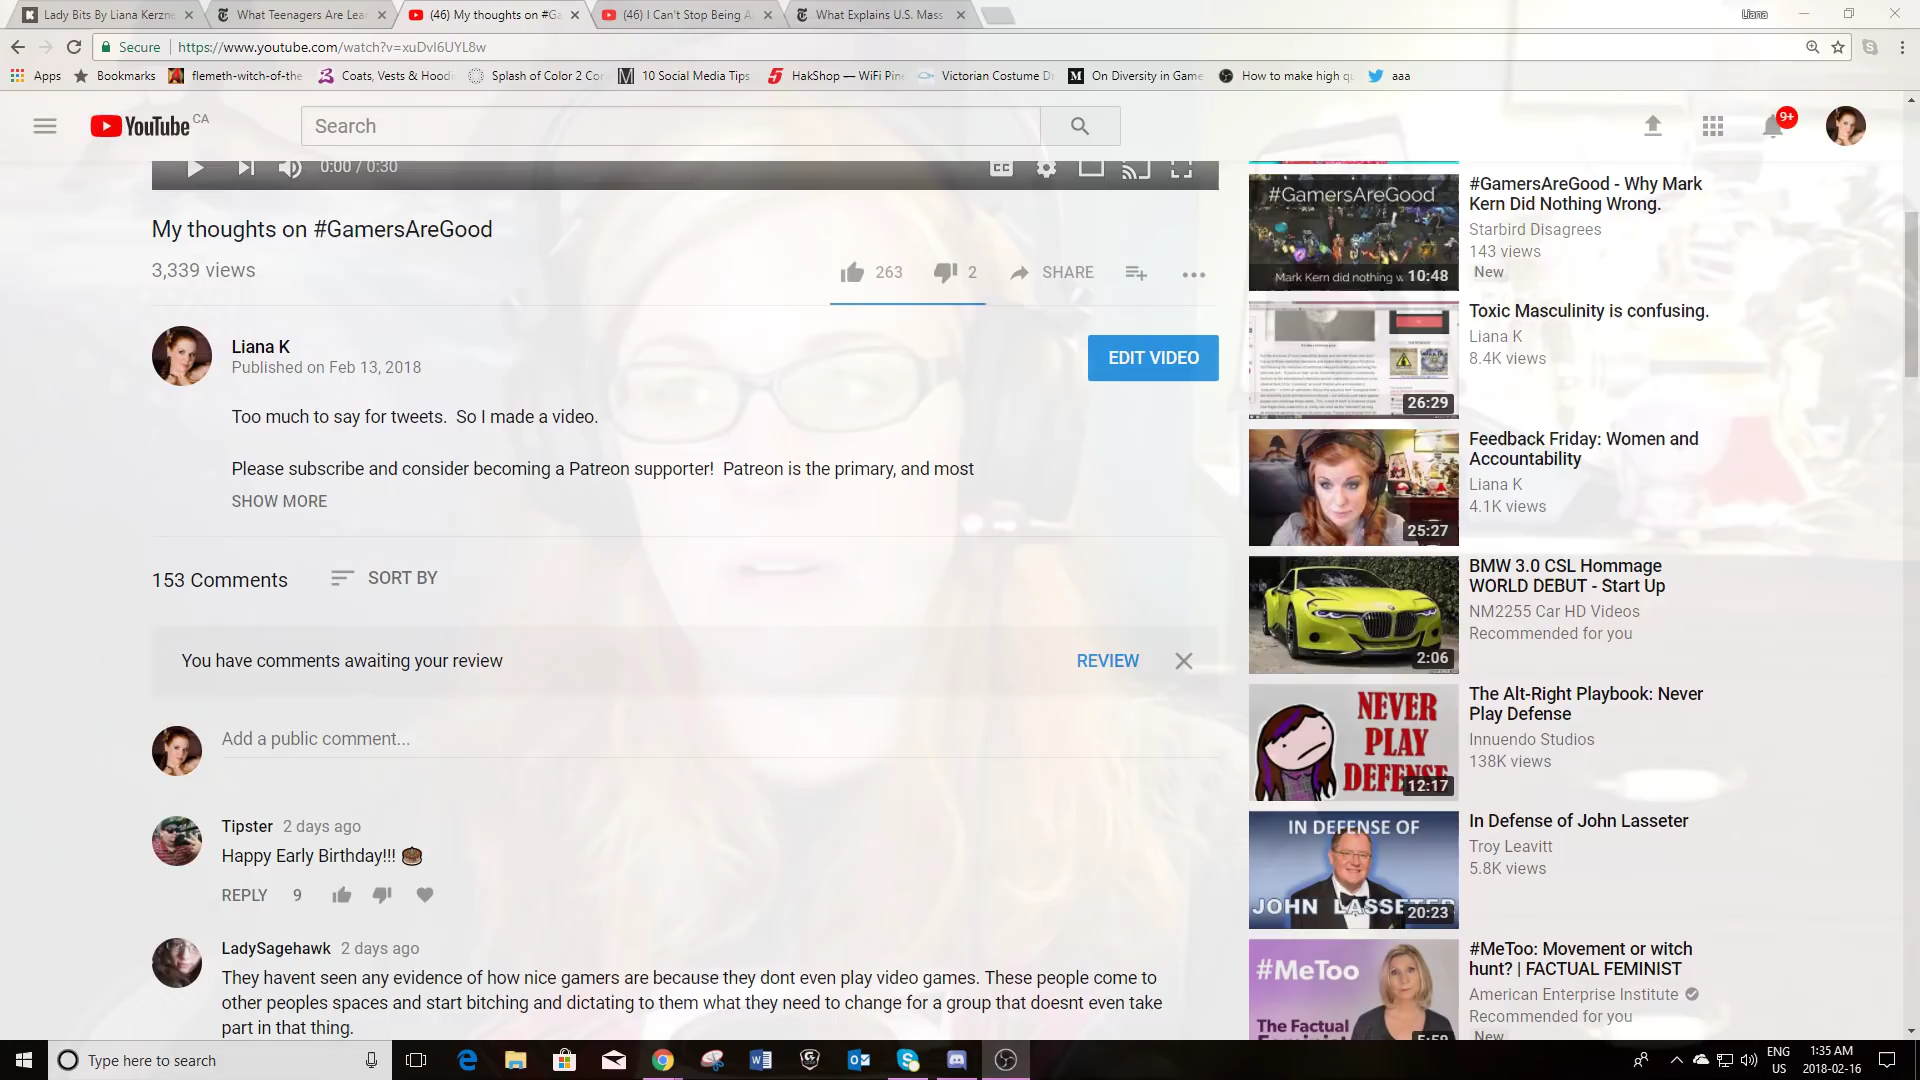 Lady Bits By Liana Kerzne
What Teenagers Are Lear
(46) My thoughts on #Ga
(46) I Can't Stop Being A
What Explains U.S. Mass
Liana
Secure
https://www.youtube.com/watch?v=xuDvI6UYL8w
Apps
Bookmarks
flemeth-witch-of-the
Coats, Vests & Hoodi
Splash of Color 2 Cor
10 Social Media Tips
HakShop — WiFi Pine
Victorian Costume D
On Diversity in Game
How to make high qu
aaa
YouTube CA
Search
9+
0:00 / 0:30
CC
My thoughts on #GamersAreGood
3,339 views
263
2
SHARE
Liana K
Published on Feb 13, 2018
EDIT VIDEO
Too much to say for tweets. So I made a video.
Please subscribe and consider becoming a Patreon supporter! Patreon is the primary, and most
SHOW MORE
153 Comments
SORT BY
You have comments awaiting your review
REVIEW
Add a public comment...
Tipster 2 days ago
Happy Early Birthday!!!
REPLY 9
LadySagehawk 2 days ago
They havent seen any evidence of how nice gamers are because they dont even play video games. These people come to
other peoples spaces and start bitching and dictating to them what they need to change for a group that doesnt even take
part in that thing.
#GamersAreGood
Mark Kern did nothing w
10:48
#GamersAreGood - Why Mark
Kern Did Nothing Wrong.
Starbird Disagrees
143 views
New
26:29
Toxic Masculinity is confusing.
Liana K
8.4K views
25:27
Feedback Friday: Women and
Accountability
Liana K
4.1K views
2:06
BMW 3.0 CSL Hommage
WORLD DEBUT - Start Up
NM2255 Car HD Videos
Recommended for you
NEVER
PLAY
DEFENSE
12:17
The Alt-Right Playbook: Never
Play Defense
Innuendo Studios
138K views
IN DEFENSE OF
JOHN LASSETER
20:23
In Defense of John Lasseter
Troy Leavitt
5.8K views
#MeToo
The Factual
Feminist
5:59
#MeToo: Movement or witch
hunt? | FACTUAL FEMINIST
American Enterprise Institute
Recommended for you
New
Type here to search
ENG
US
1:35 AM
2018-02-16